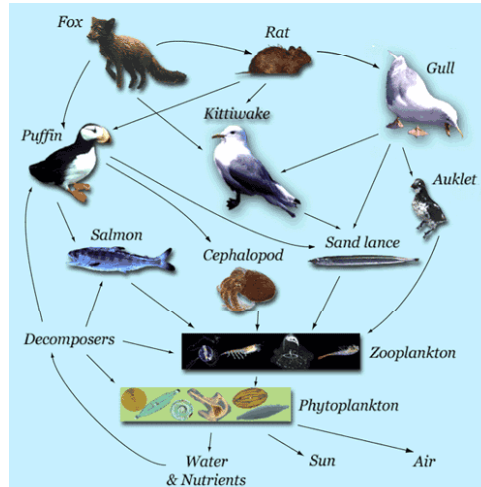 Fox
Rat
Gull
Kittiwake
Puffin
Auklet
Salmon
Cephalopod
Sand lance
Decomposers
Zooplankton
Phytoplankton
Water
& Nutrients
Sun
Air